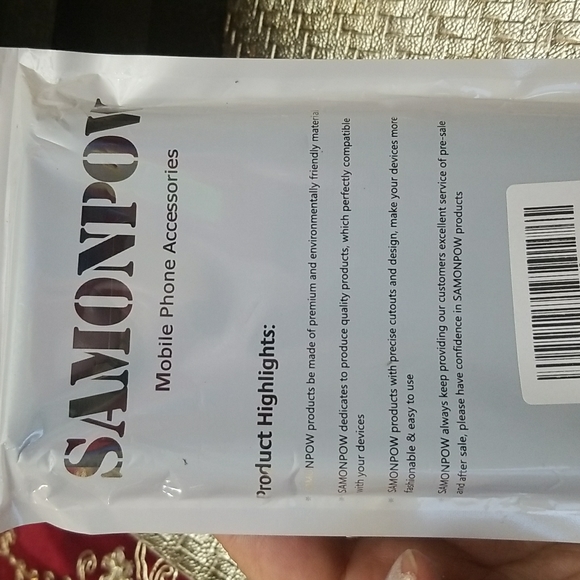 SAMONPOW
Mobile Phone Accessories
Product Highlights:
NPOW products be made of premium and environmentally friendly materia
SAMONPOW dedicates to produce quality products, which perfectly compatible
with your devices
SAMONPOW products with precise cutouts and design, make your devices more
fashionable & easy to use
SAMONPOW always keep providing our customers excellent service of pre-sale
and after sale, please have confidence in SAMONPOW products